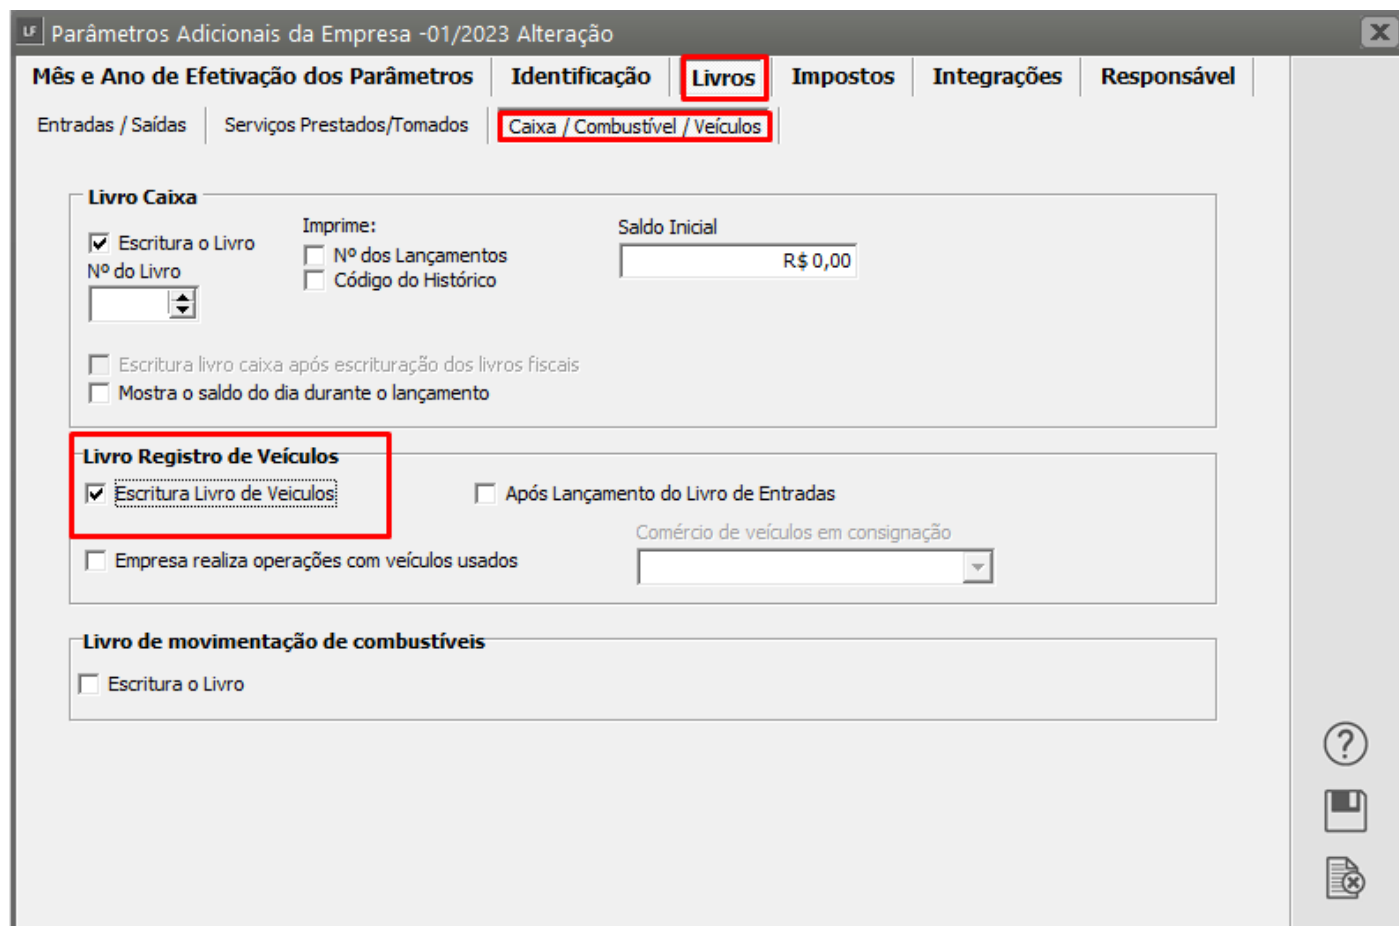 LF Parâmetros Adicionais da Empresa -01/2023 Alteração
Mês e Ano de Efetivação dos Parâmetros Identificação Livros Impostos Integrações Responsável
Entradas / Saídas Serviços Prestados/Tomados Caixa / Combustível / Veículos
Livro Caixa
Imprime: Saldo Inicial
Escritura o Livro Nº dos Lançamentos R$ 0,00
Nº do Livro Código do Histórico
Escritura livro caixa após escrituração dos livros fiscais
Mostra o saldo do dia durante o lançamento
Livro Registro de Veículos
Escritura Livro de Veiculos Após Lançamento do Livro de Entradas
Comércio de veículos em consignação
Empresa realiza operações com veículos usados
Livro de movimentação de combustíveis
Escritura o Livro
?